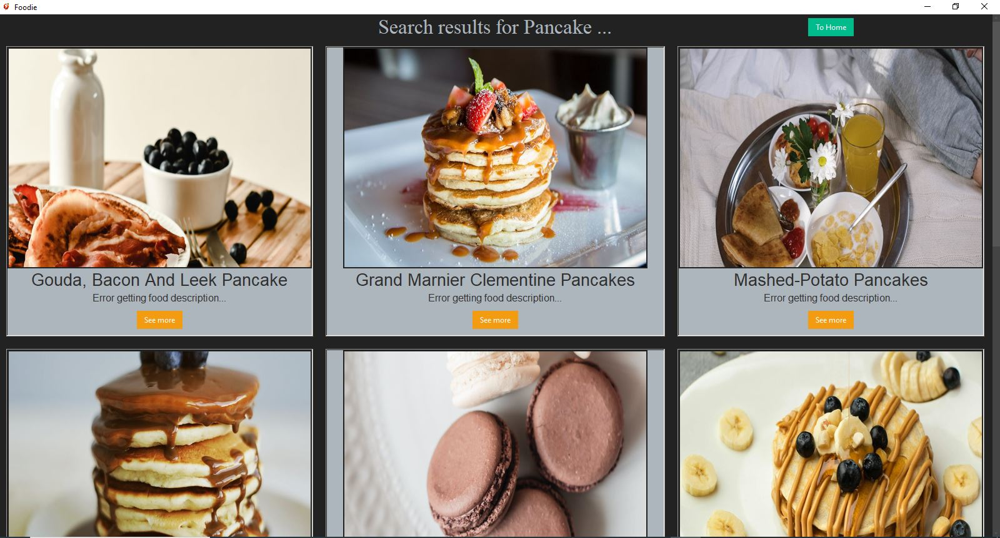 Foodie
Search results for Pancake ...
To Home
Gouda, Bacon And Leek Pancake
Error getting food description...
See more
Grand Marnier Clementine Pancakes
Error getting food description...
See more
Mashed-Potato Pancakes
Error getting food description...
See more